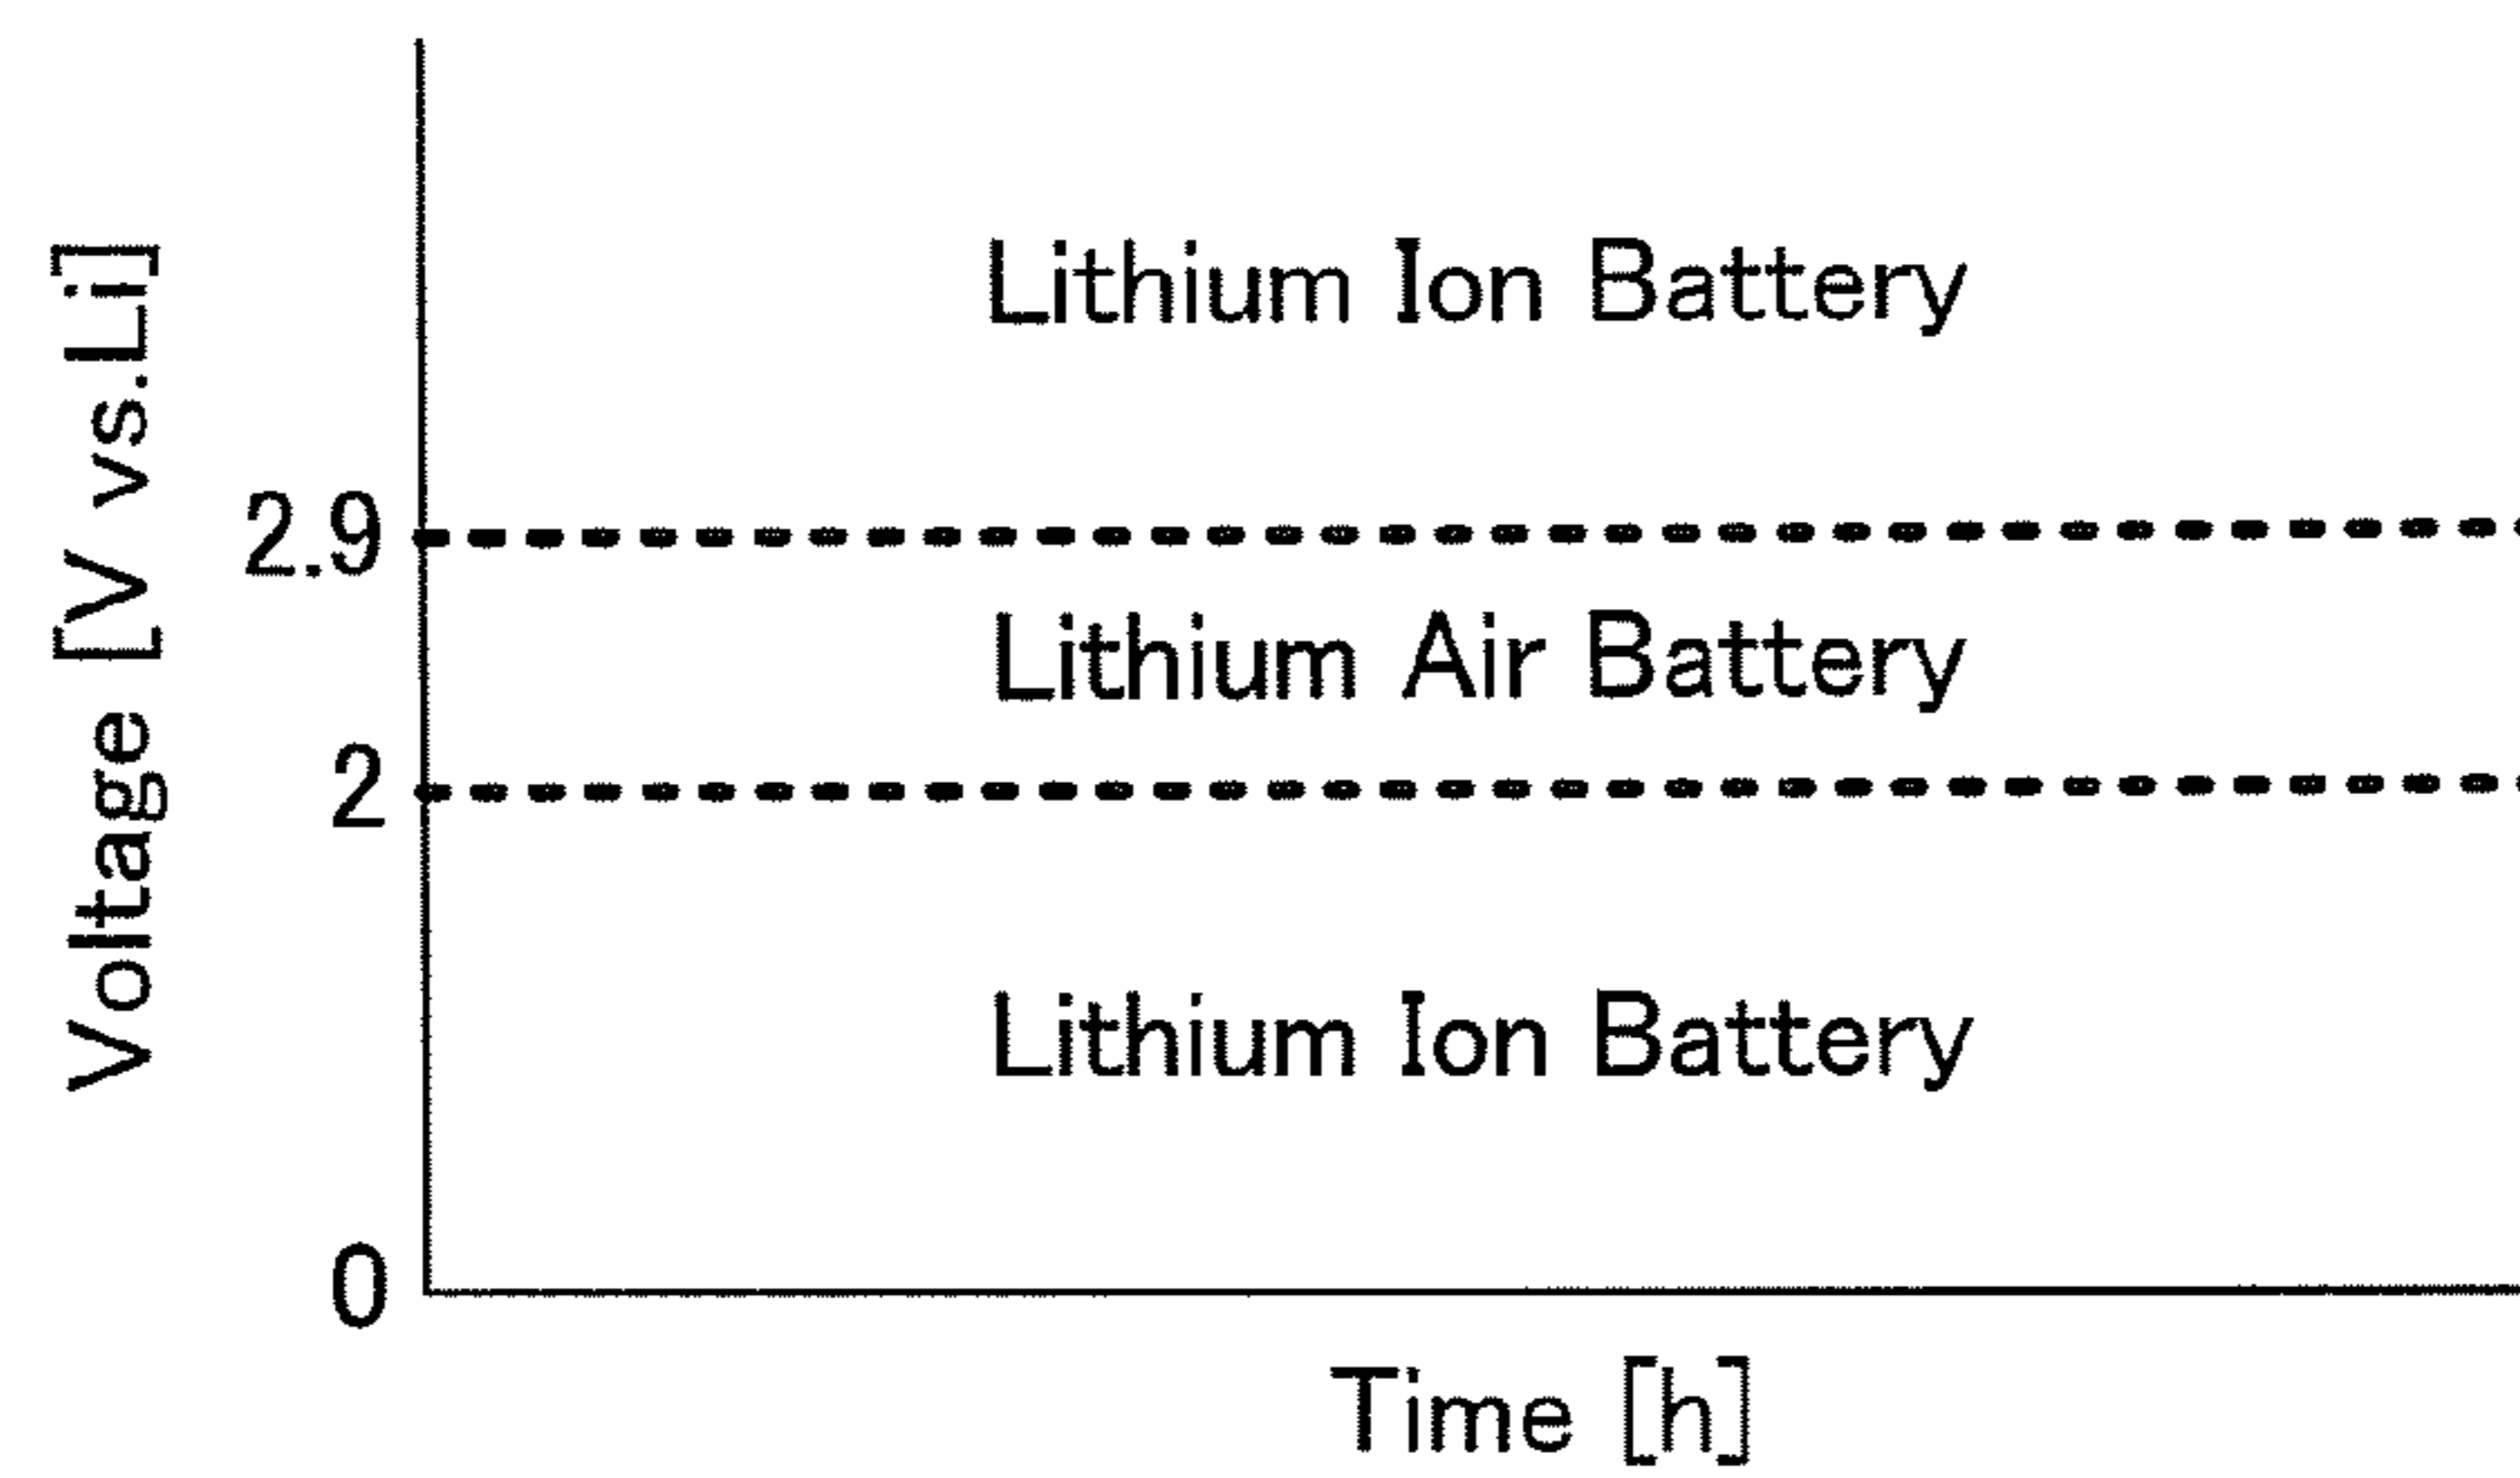 Voltage [V vs.Li]
Lithium Ion Battery
2.9
Lithium Air Battery
2
Lithium Ion Battery
0
Time [h]